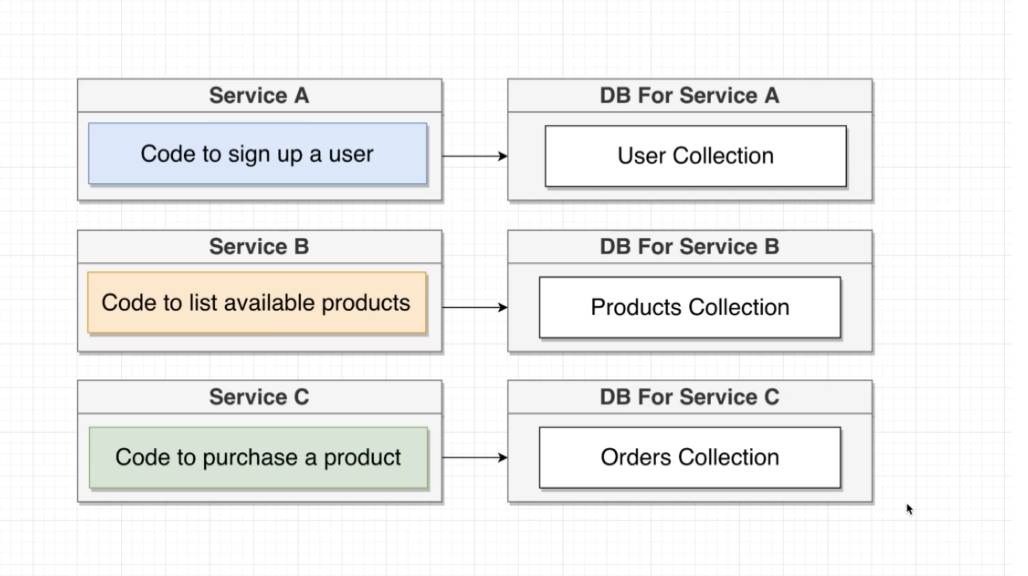 Service A
Code to sign up a user
DB For Service A
User Collection
Service B
Code to list available products
DB For Service B
Products Collection
Service C
Code to purchase a product
DB For Service C
Orders Collection